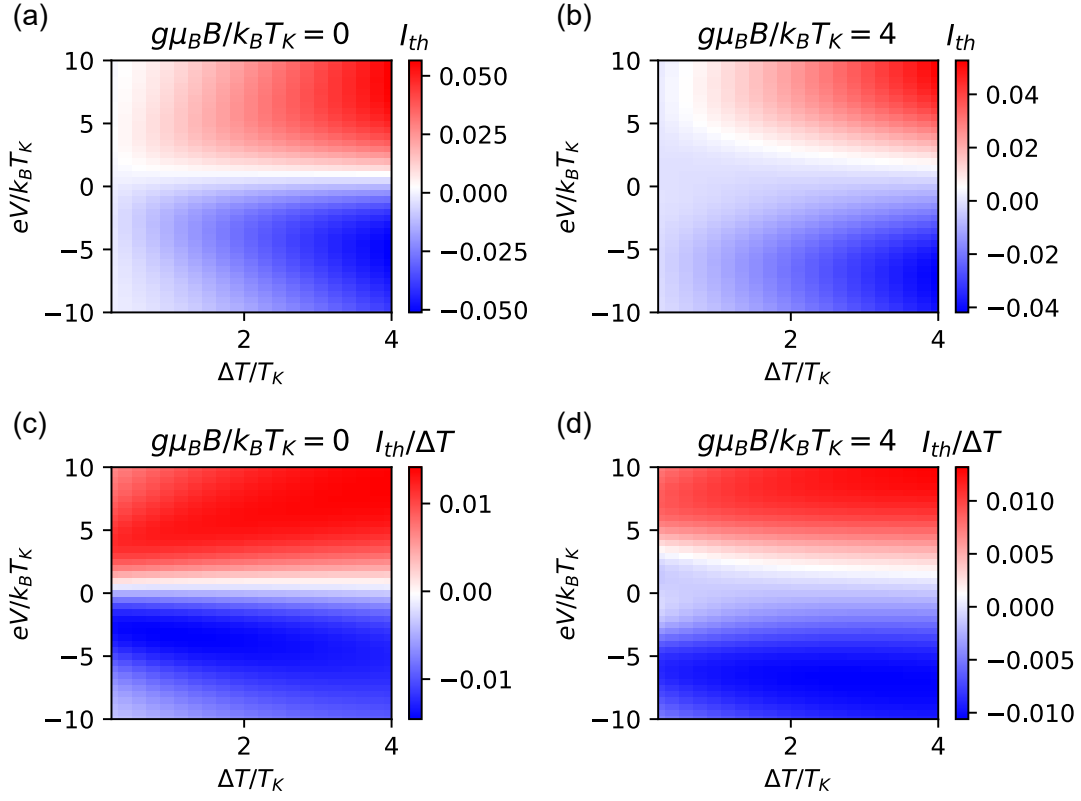 (a)
gμ_BB/k_BT_K = 0
I_th
eV/k_BT_K
10
5
0
−5
−10
2
4
ΔT/T_K
0.050
0.025
0.000
−0.025
−0.050
(b)
gμ_BB/k_BT_K = 4
I_th
eV/k_BT_K
10
5
0
−5
−10
2
4
ΔT/T_K
0.04
0.02
0.00
−0.02
−0.04
(c)
gμ_BB/k_BT_K = 0
I_th/ΔT
eV/k_BT_K
10
5
0
−5
−10
2
4
ΔT/T_K
0.01
0.00
−0.01
(d)
gμ_BB/k_BT_K = 4
I_th/ΔT
eV/k_BT_K
10
5
0
−5
−10
2
4
ΔT/T_K
0.010
0.005
0.000
−0.005
−0.010